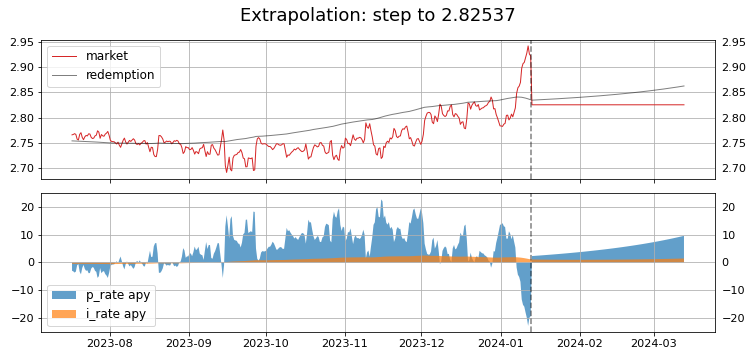 Extrapolation: step to 2.82537
2.95 2.95
market
redemption
2.90 2.90
2.85 2.85
2.80 2.80
2.75 2.75
2.70 2.70
20 20
10 10
0 0
−10 −10
p_rate apy
i_rate apy
−20 −20
2023-08 2023-09 2023-10 2023-11 2023-12 2024-01 2024-02 2024-03